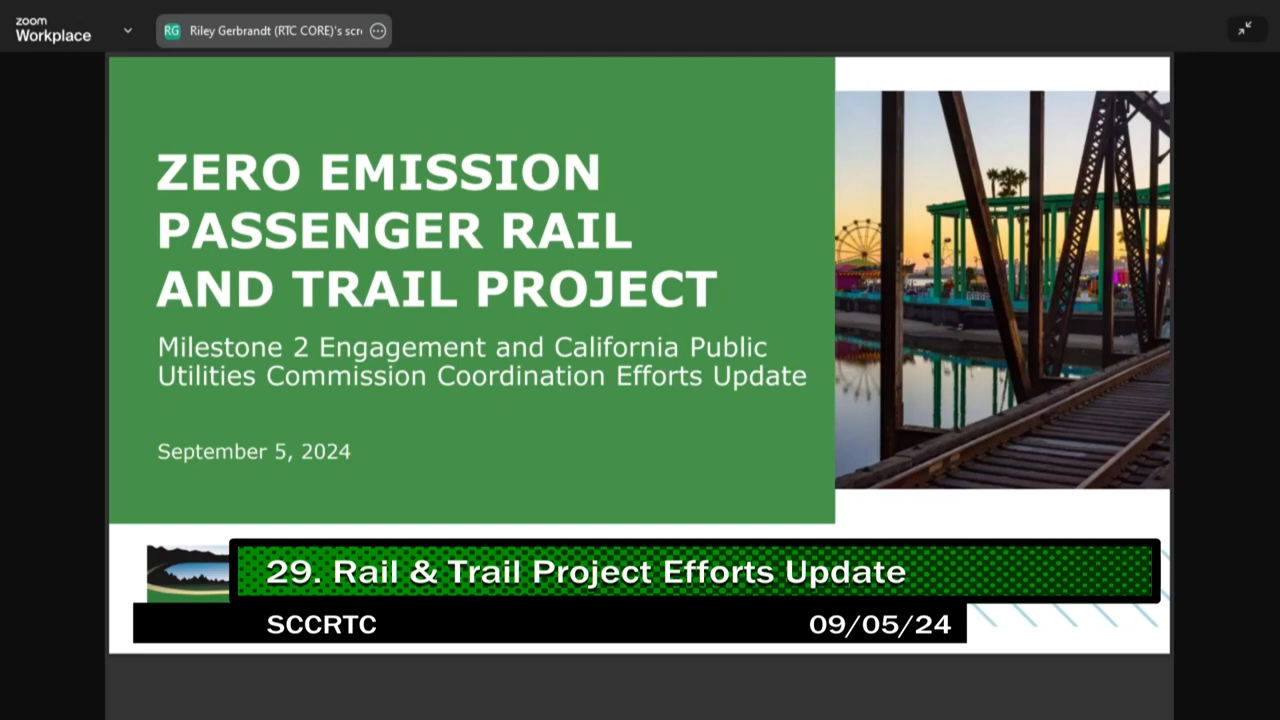 zoom
Workplace
RG Riley Gerbrandt (RTC CORE)'s scr
ZERO EMISSION
PASSENGER RAIL
AND TRAIL PROJECT
Milestone 2 Engagement and California Public
Utilities Commission Coordination Efforts Update
September 5, 2024
29. Rail & Trail Project Efforts Update
SCCRTC 09/05/24